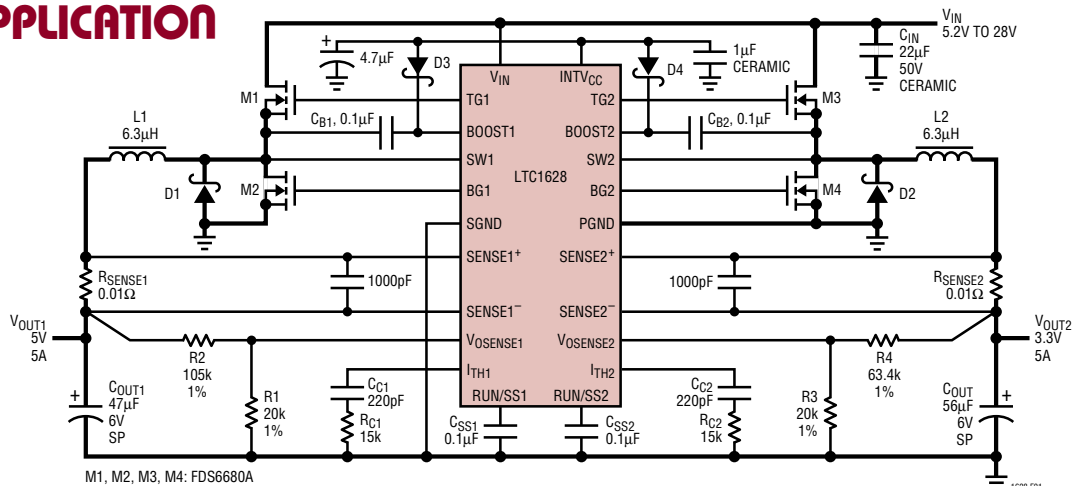 PPLICATION
VIN
5.2V TO 28V
CIN
22μF
50V
CERAMIC
+
4.7μF
D3
D4
1μF
CERAMIC
VIN
INTVCC
M1
TG1
TG2
M3
L1
6.3μH
CB1, 0.1μF
BOOST1
BOOST2
CB2, 0.1μF
L2
6.3μH
SW1
SW2
LTC1628
D1
M2
BG1
BG2
M4
D2
SGND
PGND
SENSE1+
SENSE2+
RSENSE1
0.01Ω
1000pF
1000pF
RSENSE2
0.01Ω
SENSE1–
SENSE2–
VOUT1
5V
5A
R2
105k
1%
VOSENSE1
VOSENSE2
R4
63.4k
1%
VOUT2
3.3V
5A
ITH1
ITH2
+
COUT1
47μF
6V
SP
R1
20k
1%
CC1
220pF
RC1
15k
RUN/SS1
RUN/SS2
CSS1
0.1μF
CSS2
0.1μF
CC2
220pF
RC2
15k
R3
20k
1%
COUT
56μF
6V
SP
+
M1, M2, M3, M4: FDS6680A